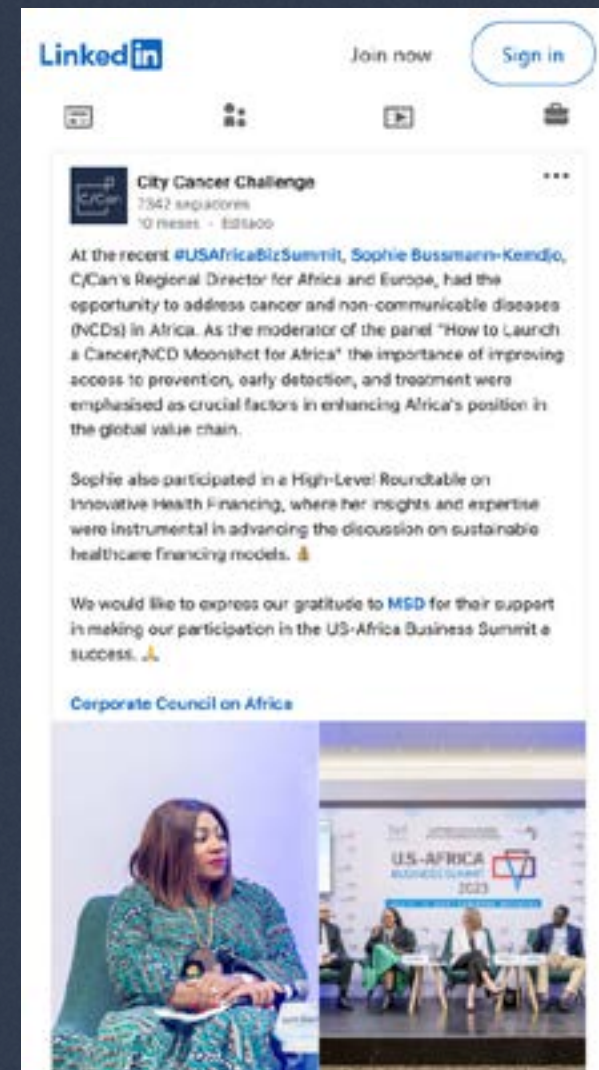 Linked in
Join now
Sign in
C/Can
City Cancer Challenge
7342 seguidores
10 meses · Editado
At the recent #USAfricaBizSummit, Sophie Bussmann-Kemdjo,
C/Can's Regional Director for Africa and Europe, had the
opportunity to address cancer and non-communicable diseases
(NCDs) in Africa. As the moderator of the panel "How to Launch
a Cancer/NCD Moonshot for Africa" the importance of improving
access to prevention, early detection, and treatment were
emphasised as crucial factors in enhancing Africa's position in
the global value chain.
Sophie also participated in a High-Level Roundtable on
Innovative Health Financing, where her insights and expertise
were instrumental in advancing the discussion on sustainable
healthcare financing models.
We would like to express our gratitude to MSD for their support
in making our participation in the US-Africa Business Summit a
success.
Corporate Council on Africa
U.S.-AFRICA
BUSINESS SUMMIT
2023